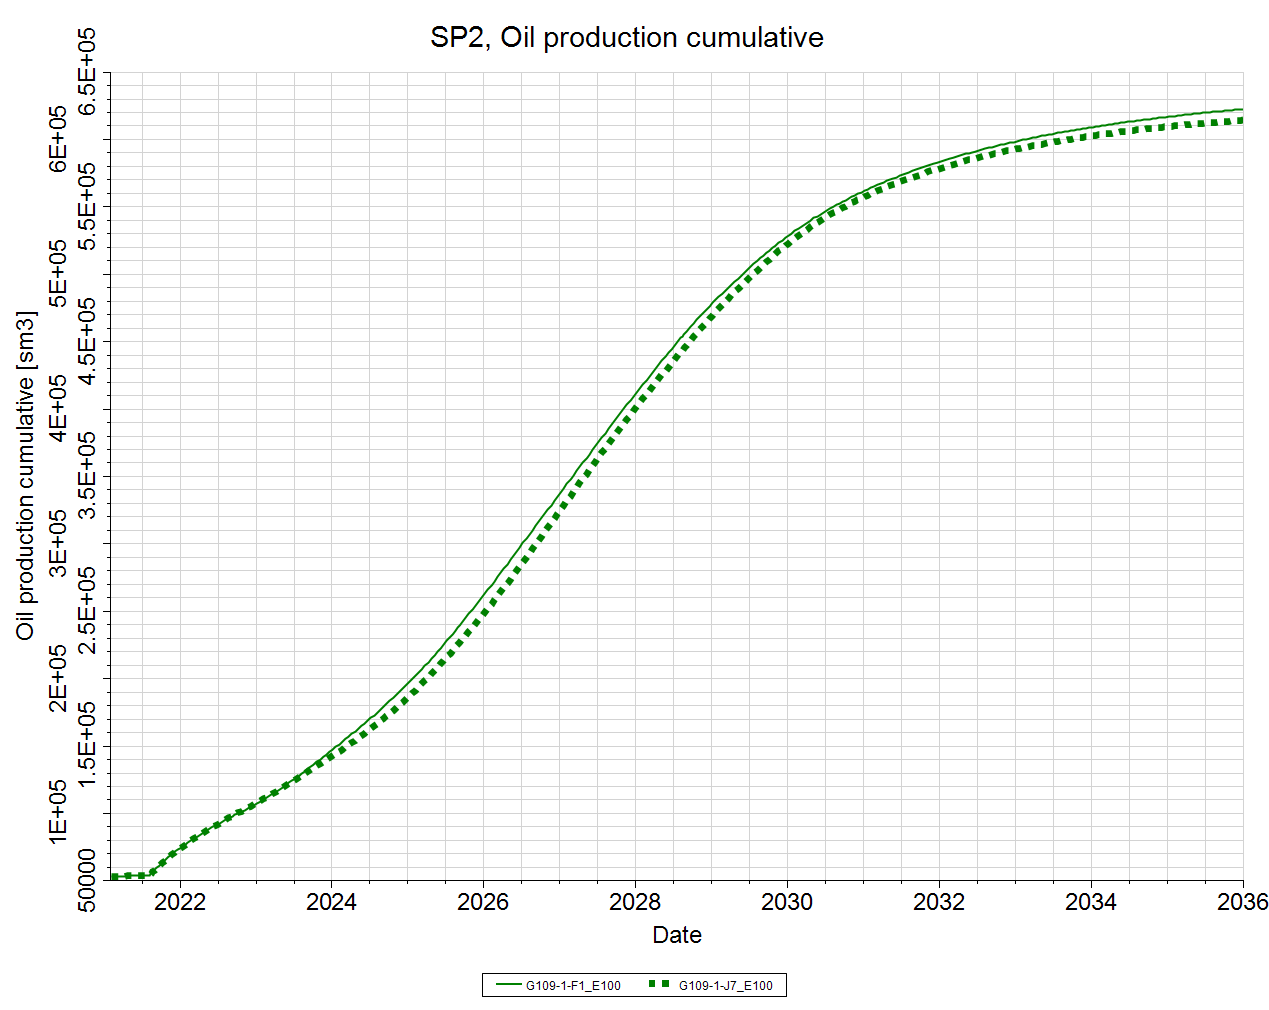 SP2, Oil production cumulative
Oil production cumulative [sm3]
6.5E+05
6E+05
5.5E+05
5E+05
4.5E+05
4E+05
3.5E+05
3E+05
2.5E+05
2E+05
1.5E+05
1E+05
50000
2022 2024 2026 2028 2030 2032 2034 2036
Date
G109-1-F1_E100 G109-1-J7_E100